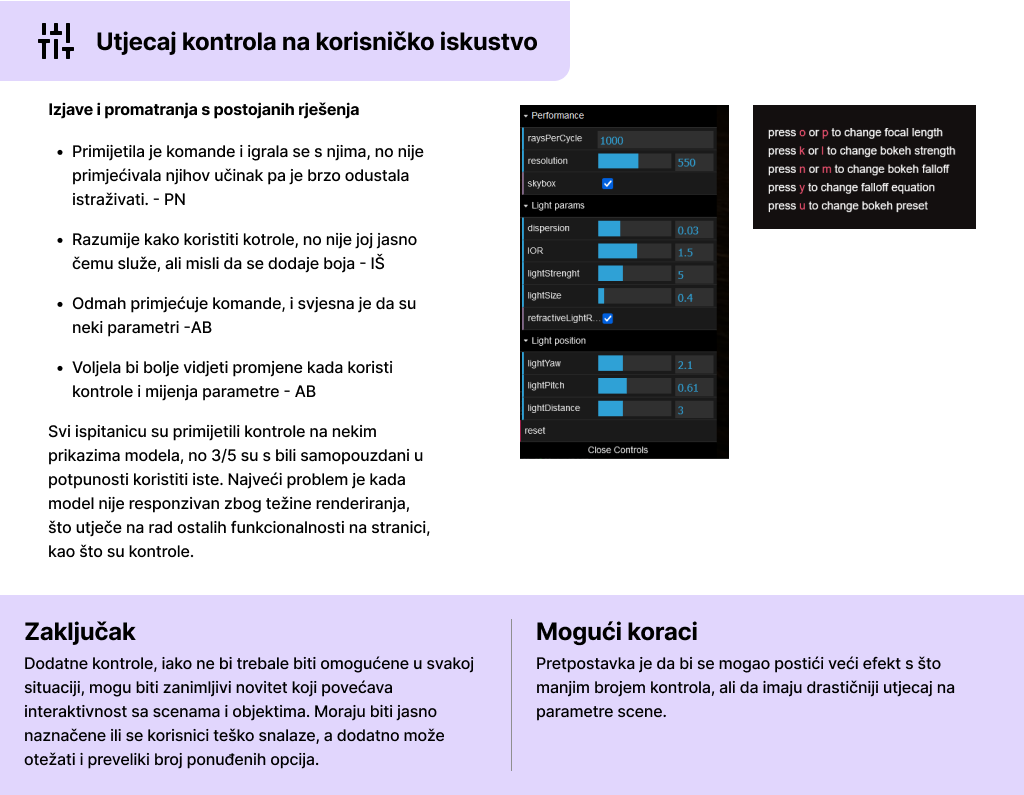 Utjecaj kontrola na korisničko iskustvo
Izjave i promatranja s postojanih rješenja
• Primijetila je komande i igrala se s njima, no nije
primjećivala njihov učinak pa je brzo odustala
istraživati. - PN
• Razumije kako koristiti kotrole, no nije joj jasno
čemu služe, ali misli da se dodaje boja - IŠ
• Odmah primjećuje komande, i svjesna je da su
neki parametri -AB
• Voljela bi bolje vidjeti promjene kada koristi
kontrole i mijenja parametre - AB
Svi ispitanicu su primijetili kontrole na nekim
prikazima modela, no 3/5 su s bili samopouzdani u
potpunosti koristiti iste. Najveći problem je kada
model nije responzivan zbog težine renderiranja,
što utječe na rad ostalih funkcionalnosti na stranici,
kao što su kontrole.
Performance
raysPerCycle 1000
resolution 550
skybox
Light params
dispersion 0.03
IOR 1.5
lightStrenght 5
lightSize 0.4
refractiveLightR...
Light position
lightYaw 2.1
lightPitch 0.61
lightDistance 3
reset
Close Controls
press o or p to change focal length
press k or l to change bokeh strength
press n or m to change bokeh falloff
press y to change falloff equation
press u to change bokeh preset
Zaključak
Dodatne kontrole, iako ne bi trebale biti omogućene u svakoj
situaciji, mogu biti zanimljivi novitet koji povećava
interaktivnost sa scenama i objektima. Moraju biti jasno
naznačene ili se korisnici teško snalaze, a dodatno može
otežati i preveliki broj ponuđenih opcija.
Mogući koraci
Pretpostavka je da bi se mogao postići veći efekt s što
manjim brojem kontrola, ali da imaju drastičniji utjecaj na
parametre scene.